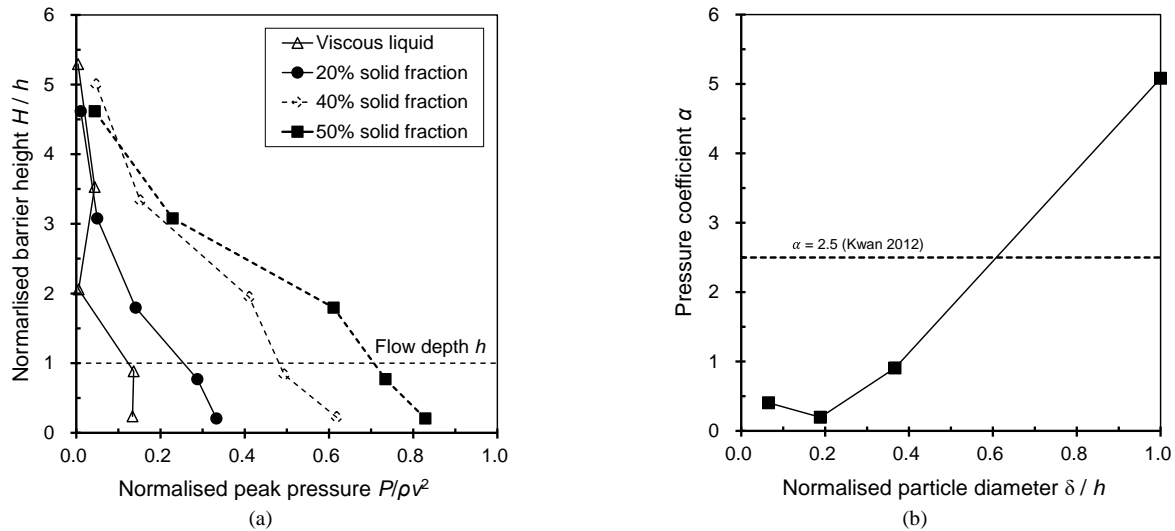 6
5
4
3
2
1
0
0.0 0.2 0.4 0.6 0.8 1.0
Normarlised barrier height H / h
Normalised peak pressure P/ρv²
Viscous liquid
20% solid fraction
40% solid fraction
50% solid fraction
Flow depth h
(a)
6
5
4
3
2
1
0
0.0 0.2 0.4 0.6 0.8 1.0
Pressure coefficient α
α = 2.5 (Kwan 2012)
Normalised particle diameter δ / h
(b)